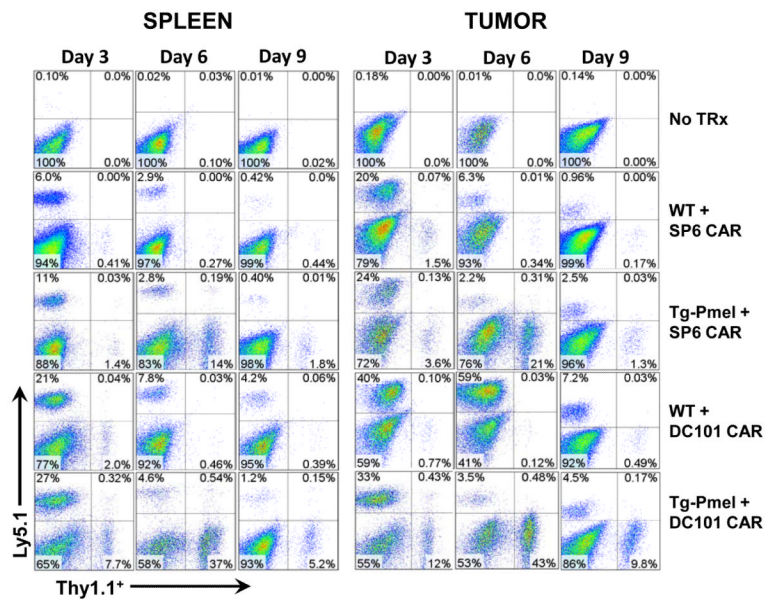 SPLEEN TUMOR
Day 3 Day 6 Day 9 Day 3 Day 6 Day 9
0.10% 0.0% 0.02% 0.03% 0.01% 0.00% 0.18% 0.00% 0.01% 0.0% 0.14% 0.00%
No TRx
100% 0.0% 100% 0.10% 100% 0.02% 100% 0.0% 100% 0.0% 100% 0.00%
6.0% 0.00% 2.9% 0.00% 0.42% 0.0% 20% 0.07% 6.3% 0.01% 0.96% 0.00%
WT +
SP6 CAR
94% 0.41% 97% 0.27% 99% 0.44% 79% 1.5% 93% 0.34% 99% 0.17%
11% 0.03% 2.8% 0.19% 0.40% 0.01% 24% 0.13% 2.2% 0.31% 2.5% 0.03%
Tg-Pmel +
SP6 CAR
88% 1.4% 83% 14% 98% 1.8% 72% 3.6% 76% 21% 96% 1.3%
21% 0.04% 7.8% 0.03% 4.2% 0.06% 40% 0.10% 59% 0.03% 7.2% 0.03%
WT +
DC101 CAR
77% 2.0% 92% 0.46% 95% 0.39% 59% 0.77% 41% 0.12% 92% 0.49%
27% 0.32% 4.6% 0.54% 1.2% 0.15% 33% 0.43% 3.5% 0.48% 4.5% 0.17%
Tg-Pmel +
DC101 CAR
65% 7.7% 58% 37% 93% 5.2% 55% 12% 53% 43% 86% 9.8%
Ly5.1
Thy1.1⁺